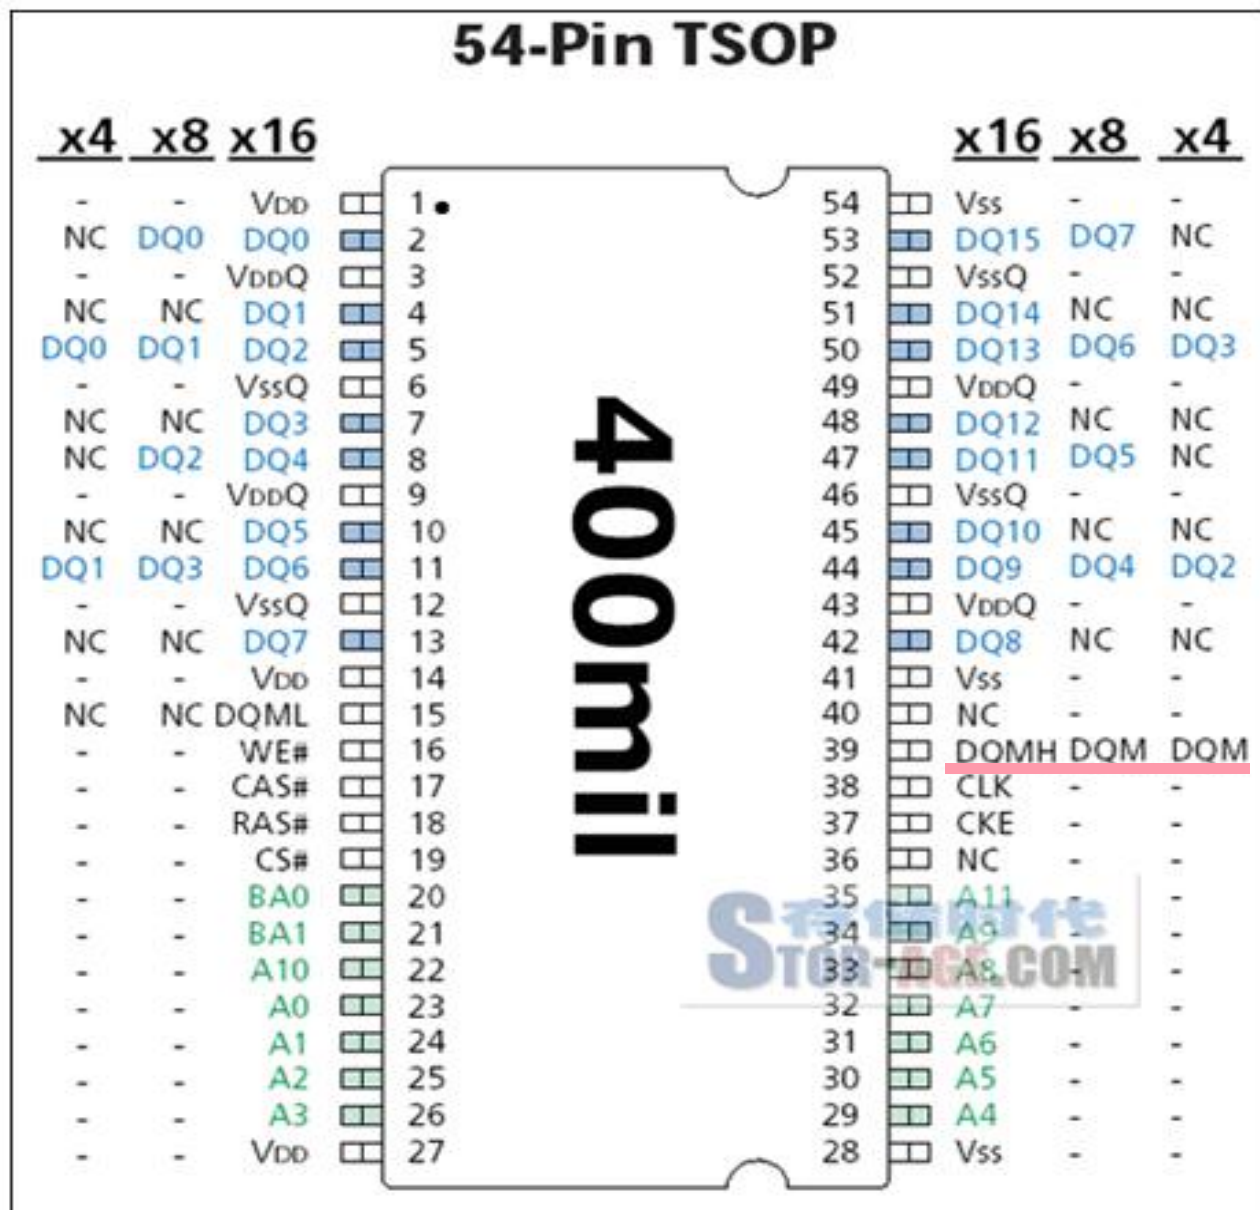 54-Pin TSOP
x4 x8 x16 x16 x8 x4
- - VDD 1 54 Vss - -
NC DQ0 DQ0 2 53 DQ15 DQ7 NC
- - VDDQ 3 52 VssQ - -
NC NC DQ1 4 51 DQ14 NC NC
DQ0 DQ1 DQ2 5 50 DQ13 DQ6 DQ3
- - VssQ 6 49 VDDQ - -
NC NC DQ3 7 48 DQ12 NC NC
NC DQ2 DQ4 8 47 DQ11 DQ5 NC
- - VDDQ 9 46 VssQ - -
NC NC DQ5 10 45 DQ10 NC NC
DQ1 DQ3 DQ6 11 44 DQ9 DQ4 DQ2
- - VssQ 12 43 VDDQ - -
NC NC DQ7 13 42 DQ8 NC NC
- - VDD 14 41 Vss - -
NC NC DQML 15 40 NC - -
- - WE# 16 39 DQMH DQM DQM
- - CAS# 17 38 CLK - -
- - RAS# 18 37 CKE - -
- - CS# 19 36 NC - -
- - BA0 20 35 A11 - -
- - BA1 21 34 A9 - -
- - A10 22 33 A8 - -
- - A0 23 32 A7 - -
- - A1 24 31 A6 - -
- - A2 25 30 A5 - -
- - A3 26 29 A4 - -
- - VDD 27 28 Vss - -
400mil
存储时代
STOR-AGE.COM